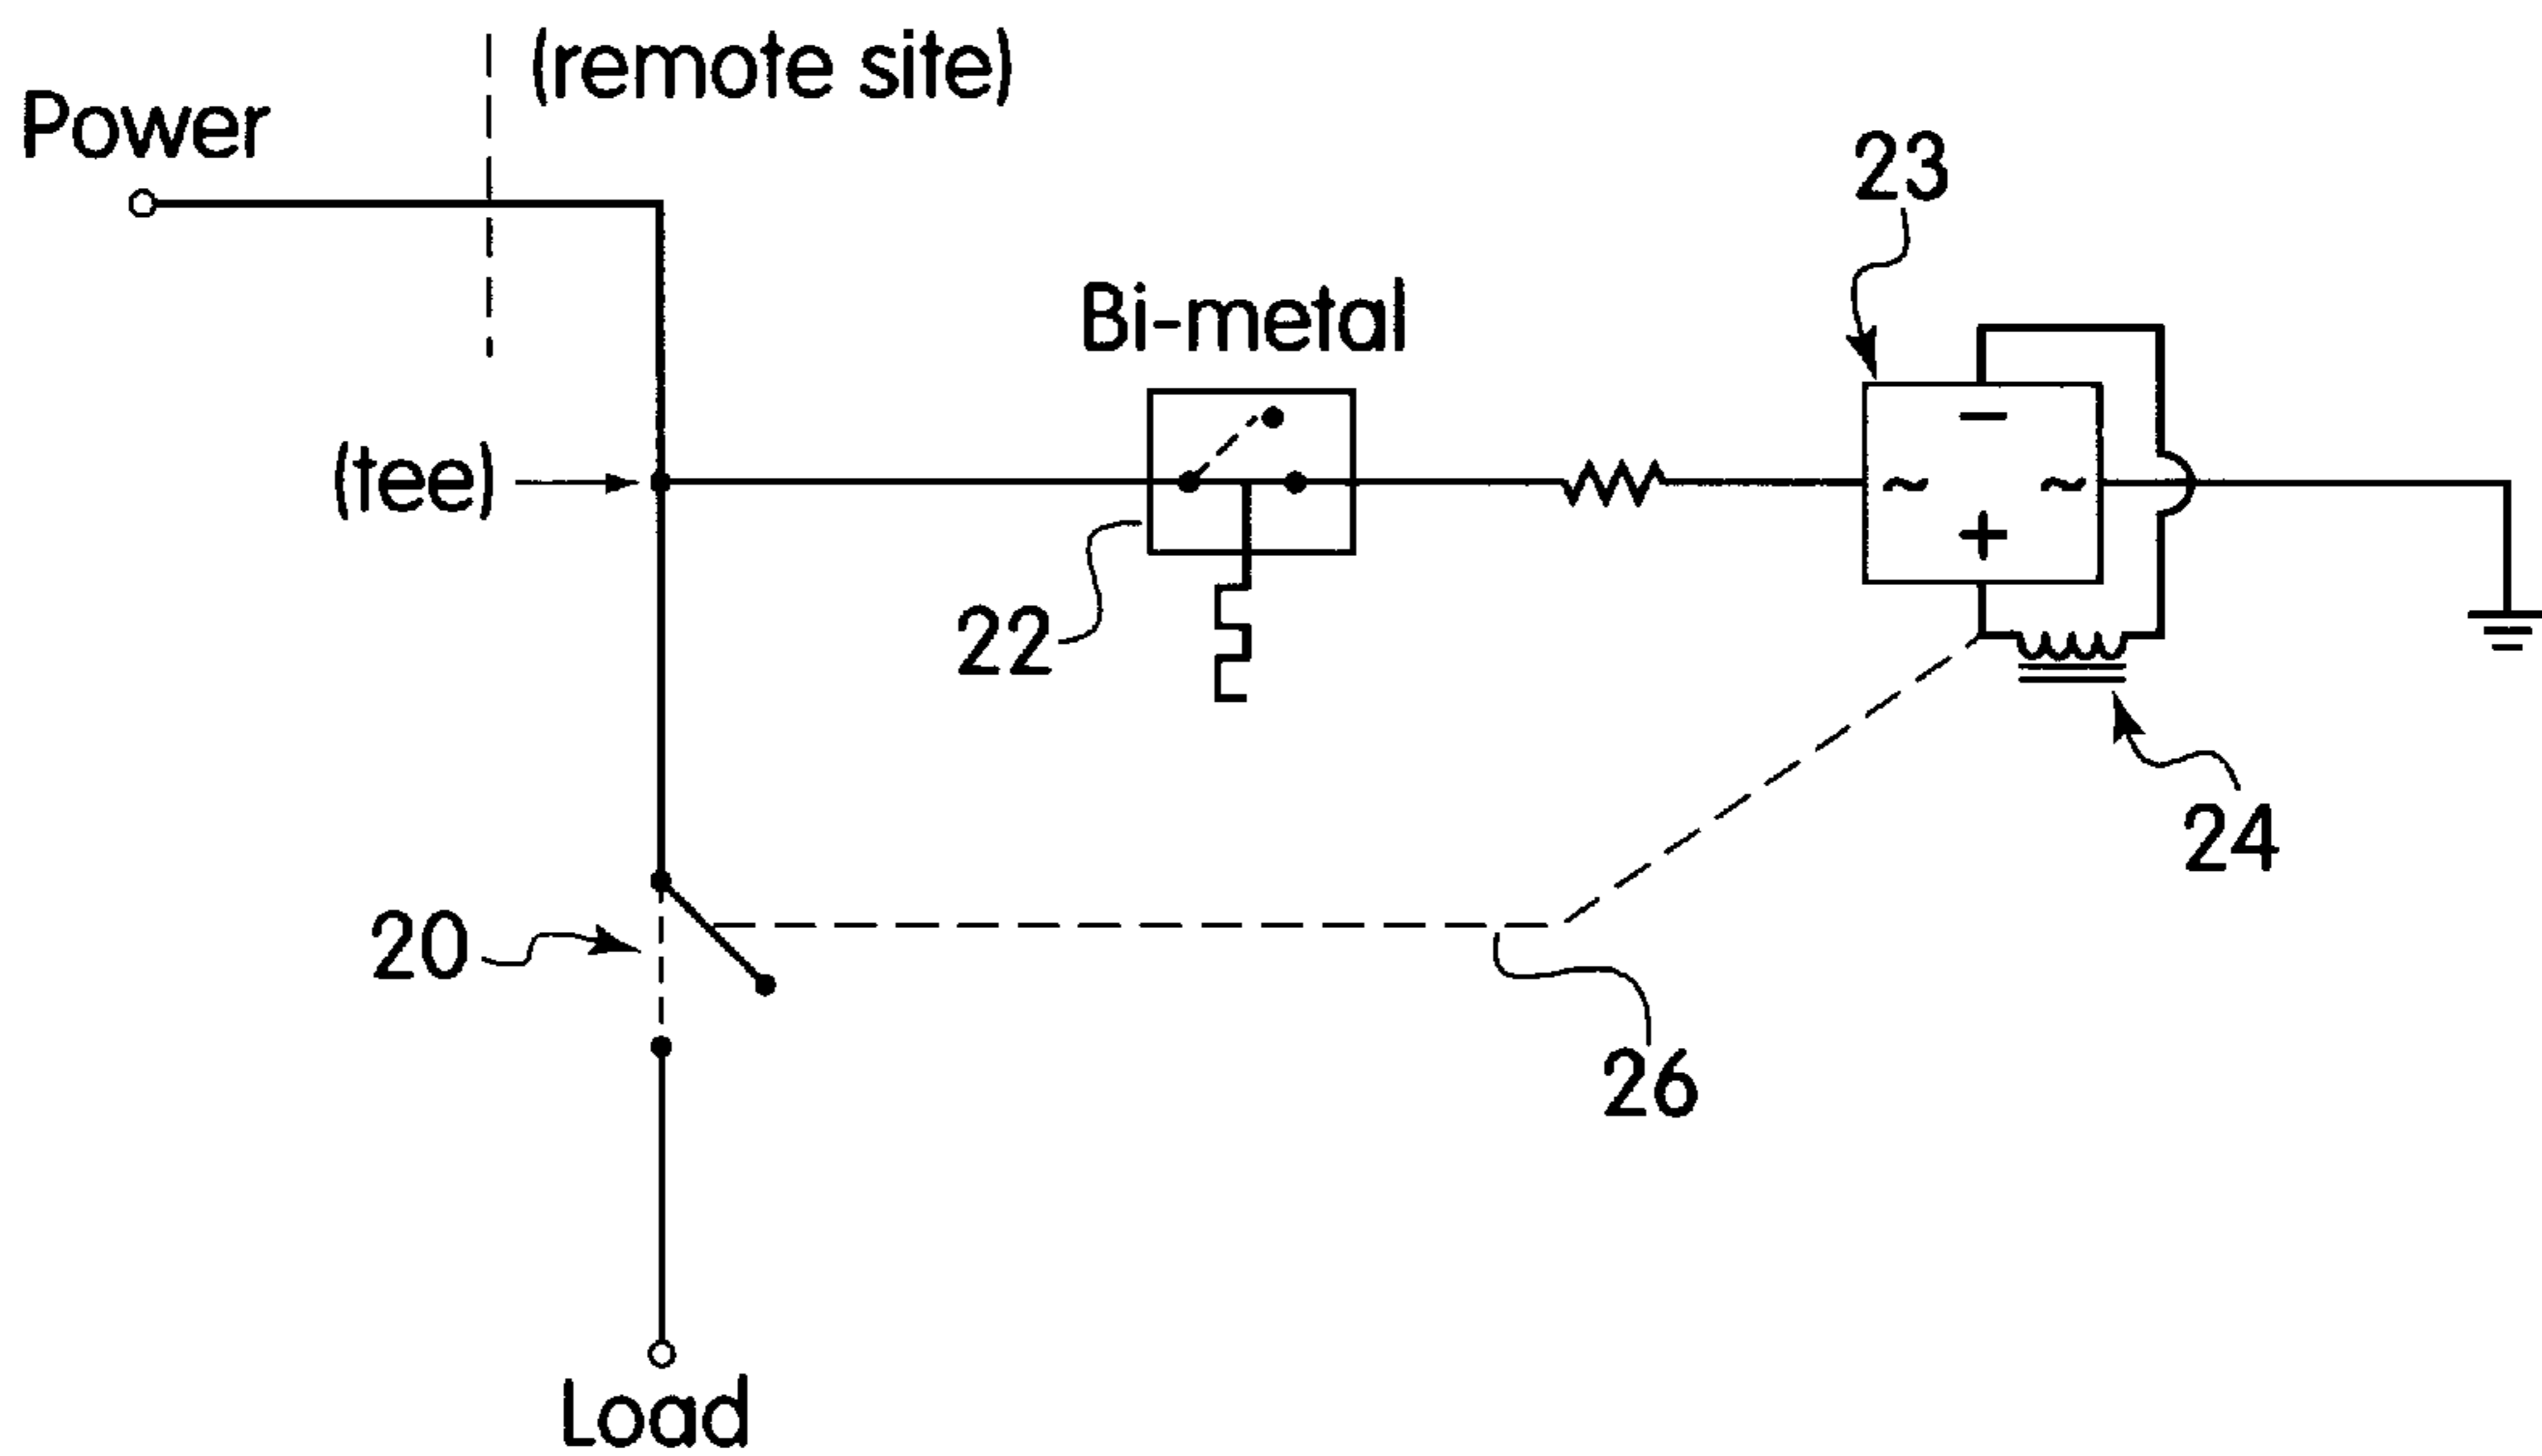 (remote site)
Power
23
Bi-metal
(tee)
−
~ ~
+
22
24
20
26
Load